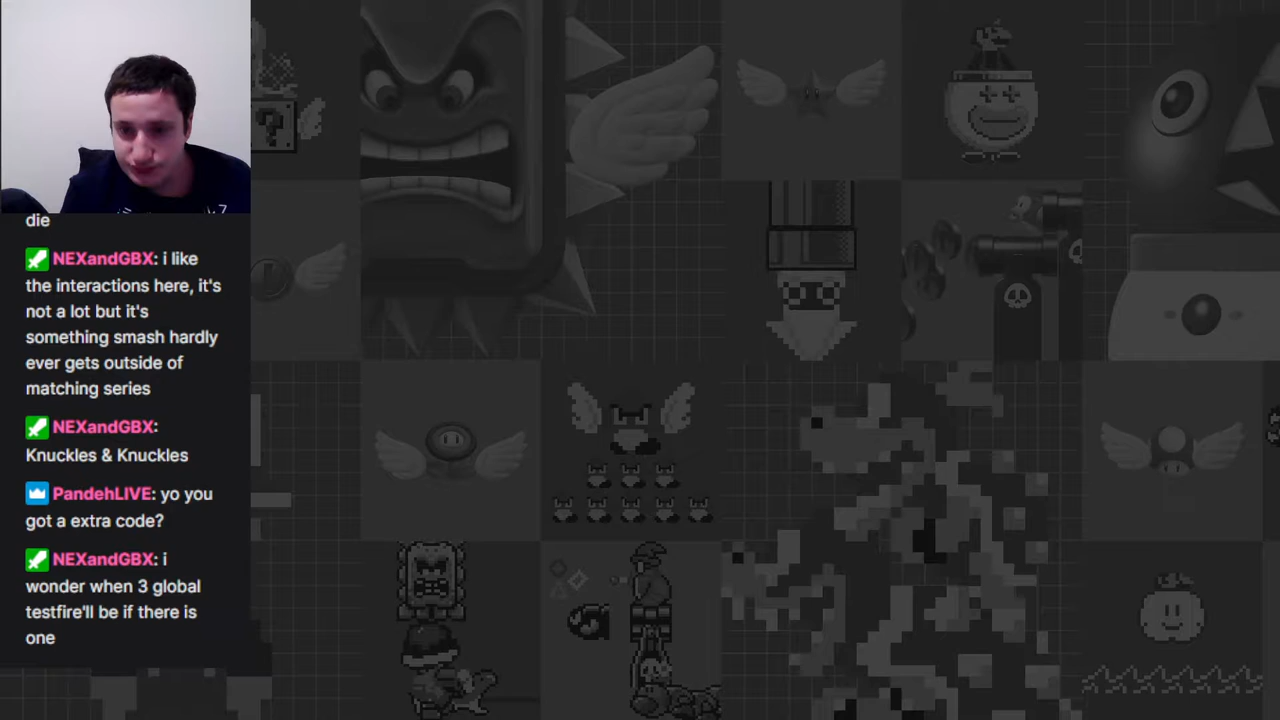 die
NEXandGBX: i like
the interactions here, it's
not a lot but it's
something smash hardly
ever gets outside of
matching series
NEXandGBX:
Knuckles & Knuckles
PandehLIVE: yo you
got a extra code?
NEXandGBX: i
wonder when 3 global
testfire'll be if there is
one